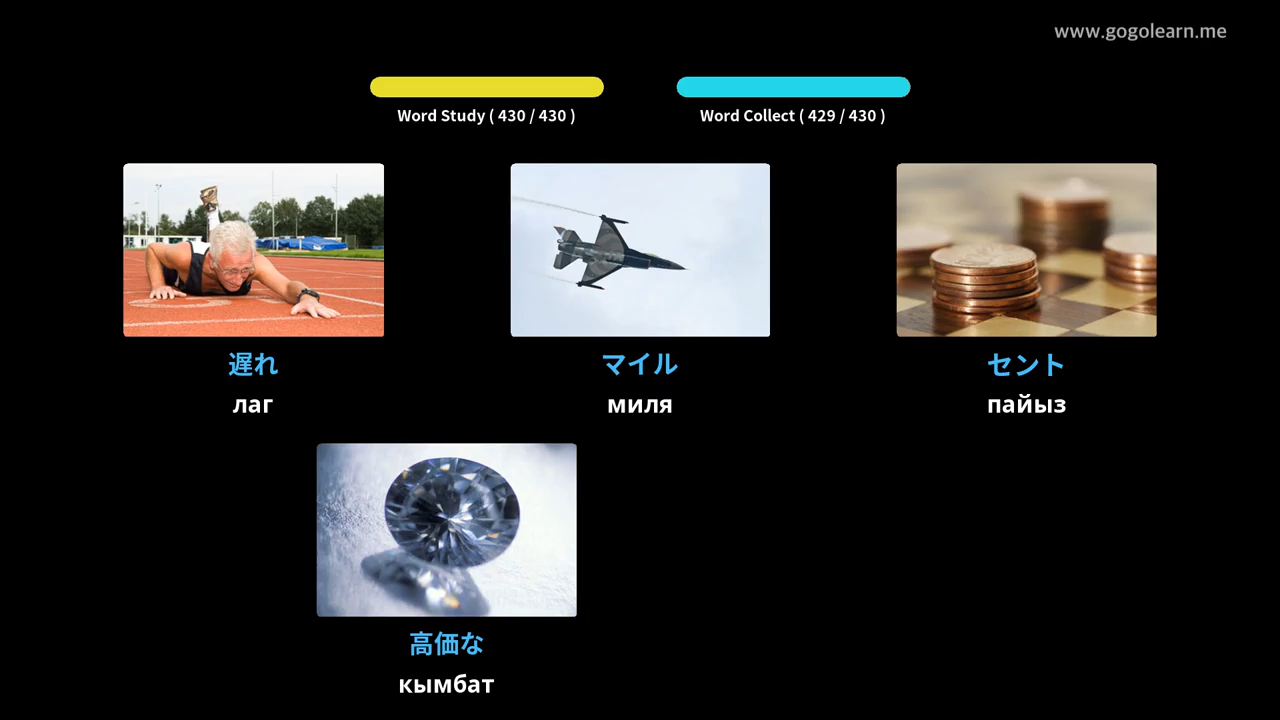 www.gogolearn.me
Word Study ( 430 / 430 )
Word Collect ( 429 / 430 )
遅れ
лаг
マイル
миля
セント
пайыз
高価な
кымбат